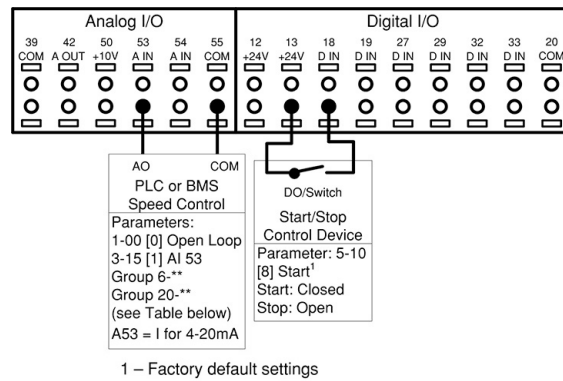 Analog I/O
Digital I/O
39 42 50 53 54 55 12 13 18 19 27 29 32 33 20
COM A OUT +10V A IN A IN COM +24V +24V D IN D IN D IN D IN D IN D IN COM
AO COM
PLC or BMS
Speed Control
Parameters:
1-00 [0] Open Loop
3-15 [1] AI 53
Group 6-**
Group 20-**
(see Table below)
A53 = I for 4-20mA
DO/Switch
Start/Stop
Control Device
Parameter: 5-10
[8] Start¹
Start: Closed
Stop: Open
1 – Factory default settings